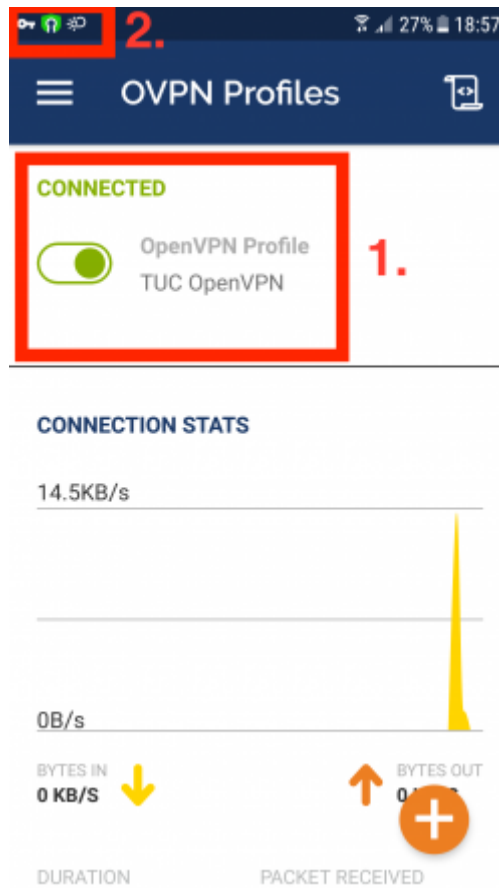 2.
27% 18:57
OVPN Profiles
CONNECTED
OpenVPN Profile
TUC OpenVPN
1.
CONNECTION STATS
14.5KB/s
0B/s
BYTES IN
0 KB/S
BYTES OUT
0
DURATION
PACKET RECEIVED